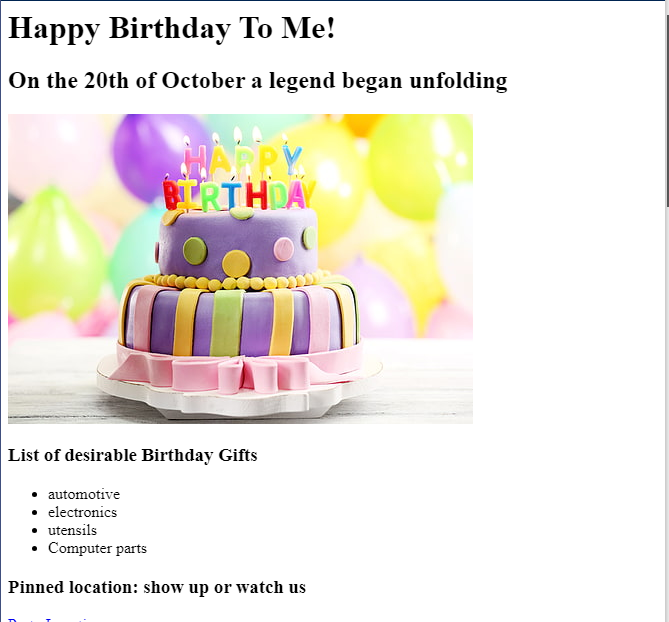 Happy Birthday To Me!
On the 20th of October a legend began unfolding
HAPPY
BIRTHDAY
List of desirable Birthday Gifts
automotive
electronics
utensils
Computer parts
Pinned location: show up or watch us